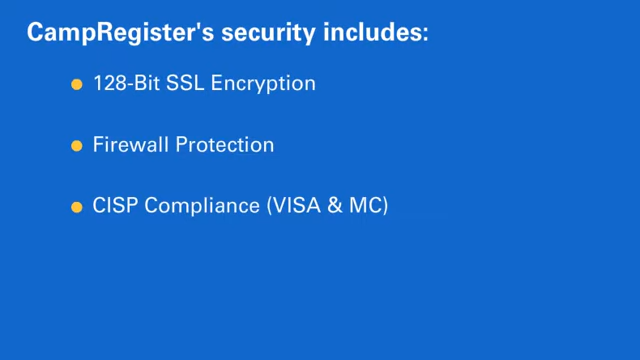 CampRegister's security includes:
128-Bit SSL Encryption
Firewall Protection
CISP Compliance (VISA & MC)